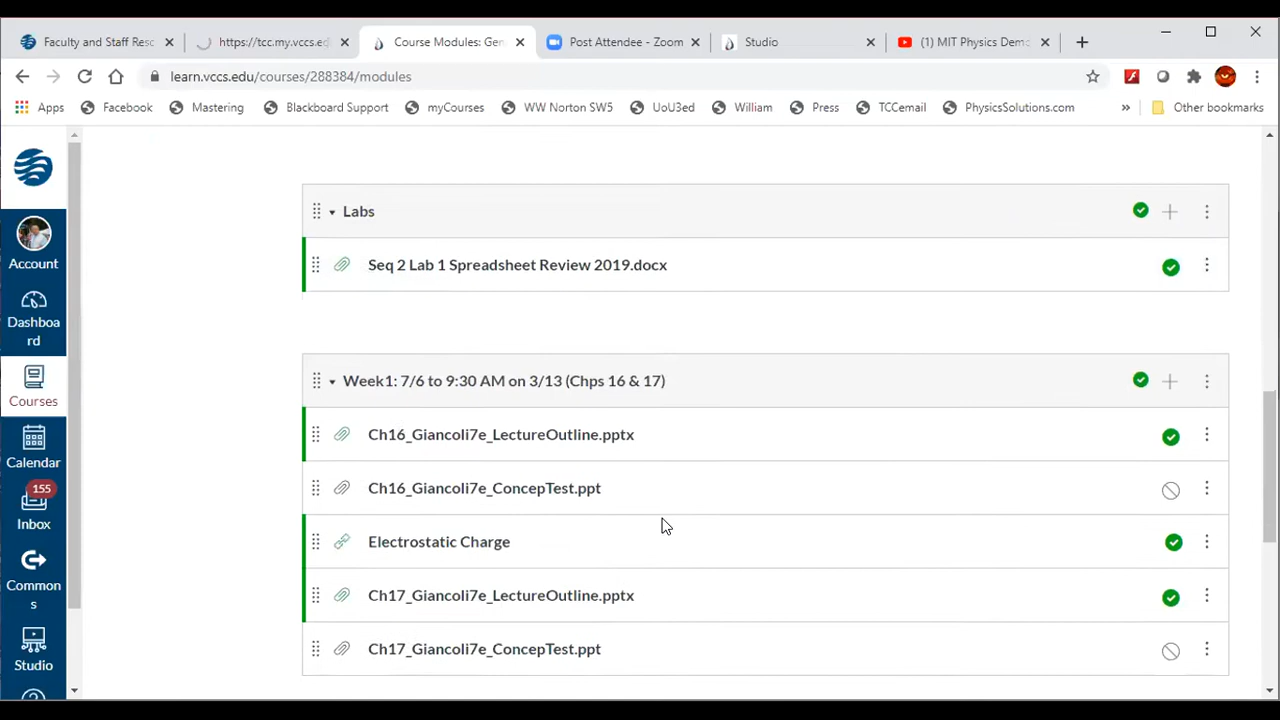 Faculty and Staff Resc
https://tcc.my.vccs.ed
Course Modules: Gen
Post Attendee - Zoom
Studio
(1) MIT Physics Demo
learn.vccs.edu/courses/288384/modules
Apps
Facebook
Mastering
Blackboard Support
myCourses
WW Norton SW5
UoU3ed
William
Press
TCCemail
PhysicsSolutions.com
»
Other bookmarks
Account
Dashboa
rd
Courses
Calendar
155
Inbox
Common
s
Studio
Labs
Seq 2 Lab 1 Spreadsheet Review 2019.docx
Week1: 7/6 to 9:30 AM on 3/13 (Chps 16 & 17)
Ch16_Giancoli7e_LectureOutline.pptx
Ch16_Giancoli7e_ConcepTest.ppt
Electrostatic Charge
Ch17_Giancoli7e_LectureOutline.pptx
Ch17_Giancoli7e_ConcepTest.ppt